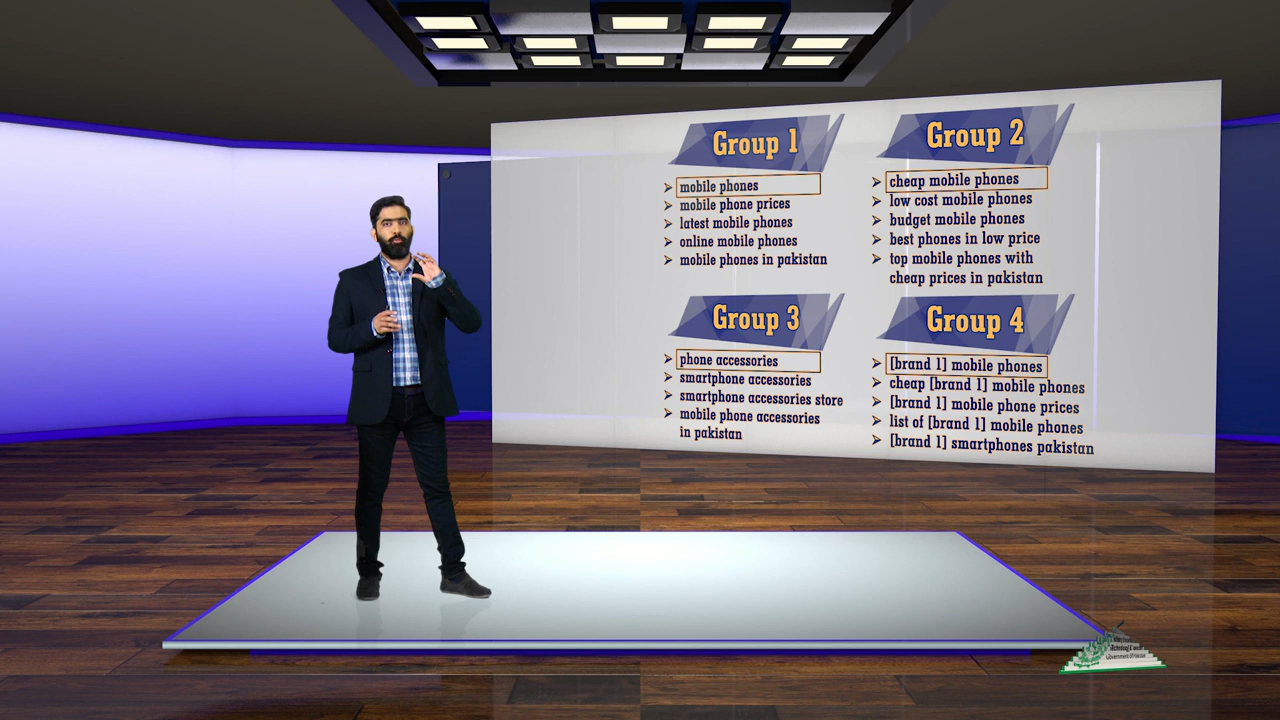 Group 1
➢ mobile phones
➢ mobile phone prices
➢ latest mobile phones
➢ online mobile phones
➢ mobile phones in pakistan
Group 2
➢ cheap mobile phones
➢ low cost mobile phones
➢ budget mobile phones
➢ best phones in low price
➢ top mobile phones with
cheap prices in pakistan
Group 3
➢ phone accessories
➢ smartphone accessories
➢ smartphone accessories store
➢ mobile phone accessories
in pakistan
Group 4
➢ [brand 1] mobile phones
➢ cheap [brand 1] mobile phones
➢ [brand 1] mobile phone prices
➢ list of [brand 1] mobile phones
➢ [brand 1] smartphones pakistan
Government of